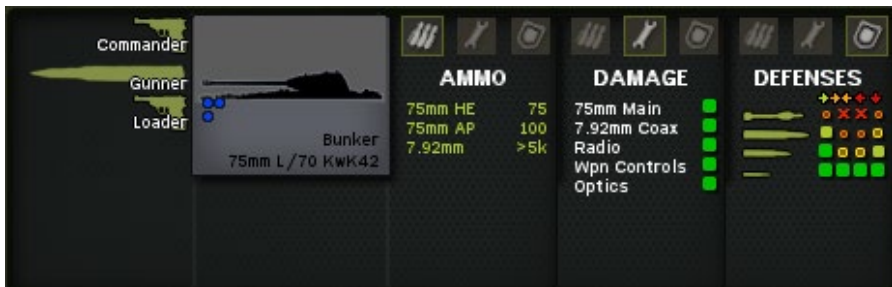 Commander
Gunner
Loader
Bunker
75mm L/70 KwK42
AMMO
75mm HE 75
75mm AP 100
7.92mm >5k
DAMAGE
75mm Main
7.92mm Coax
Radio
Wpn Controls
Optics
DEFENSES